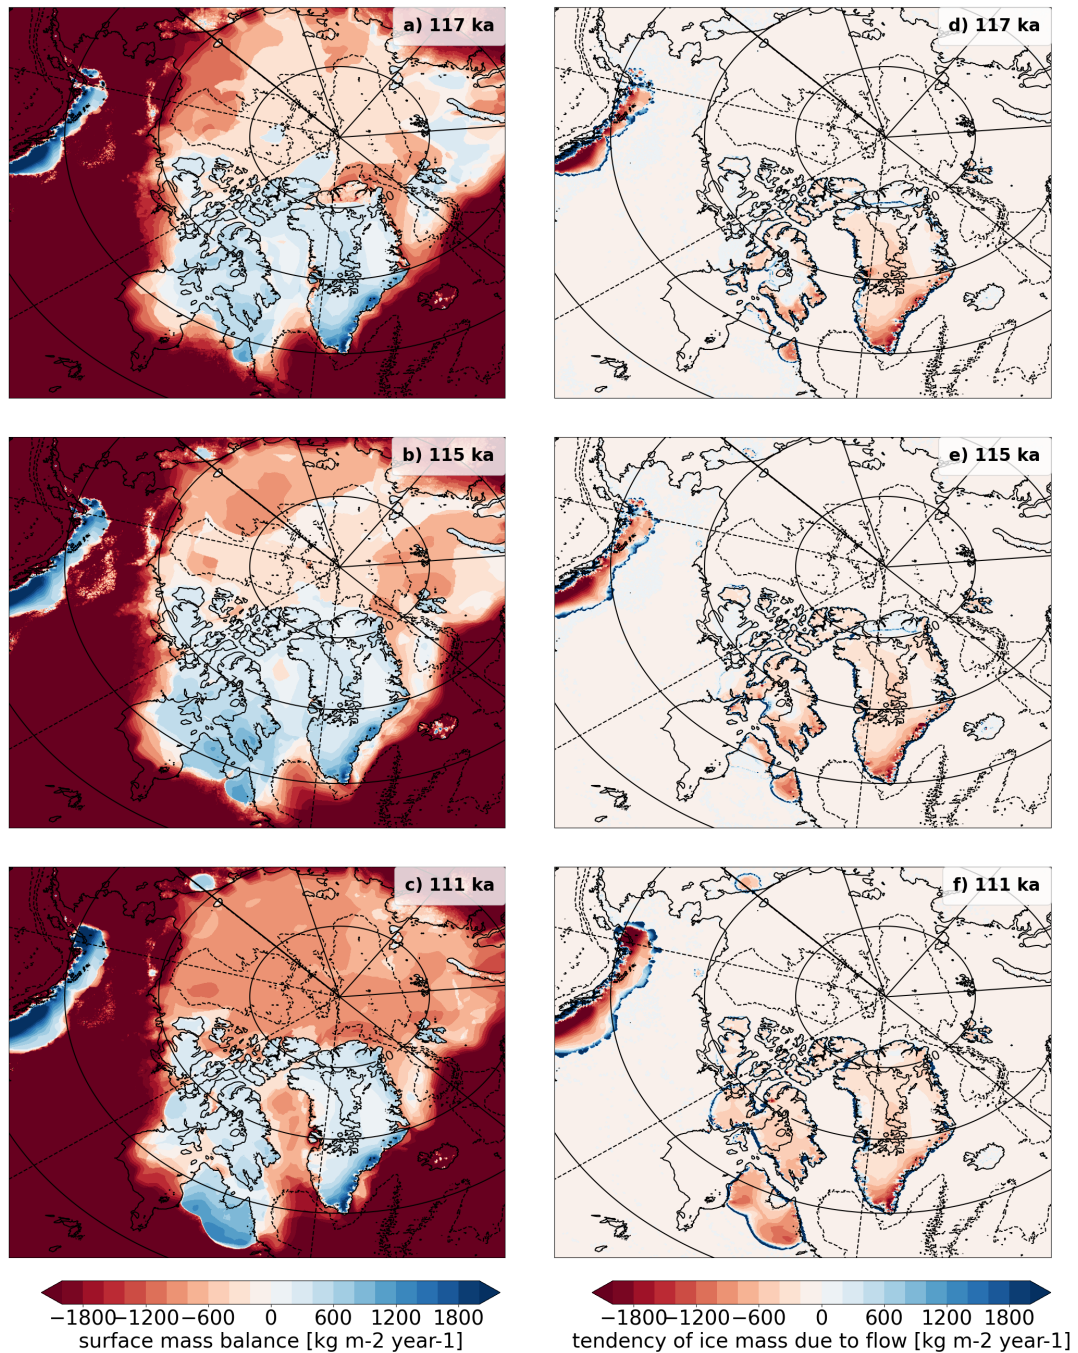 a) 117 ka
d) 117 ka
b) 115 ka
e) 115 ka
c) 111 ka
f) 111 ka
−1800 −1200 −600 0 600 1200 1800
surface mass balance [kg m-2 year-1]
−1800 −1200 −600 0 600 1200 1800
tendency of ice mass due to flow [kg m-2 year-1]